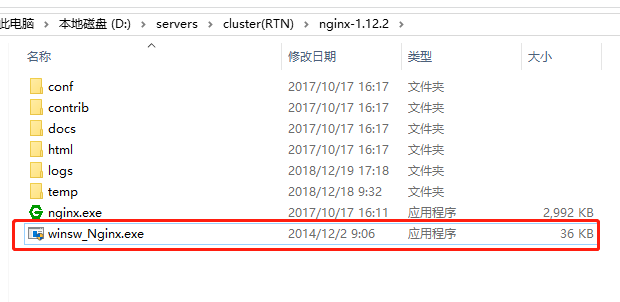 此电脑 > 本地磁盘 (D:) > servers > cluster(RTN) > nginx-1.12.2 >
名称 修改日期 类型 大小
conf 2017/10/17 16:17 文件夹
contrib 2017/10/17 16:17 文件夹
docs 2017/10/17 16:17 文件夹
html 2017/10/17 16:17 文件夹
logs 2018/12/19 17:18 文件夹
temp 2018/12/18 9:32 文件夹
nginx.exe 2017/10/17 16:11 应用程序 2,992 KB
winsw_Nginx.exe 2014/12/2 9:06 应用程序 36 KB